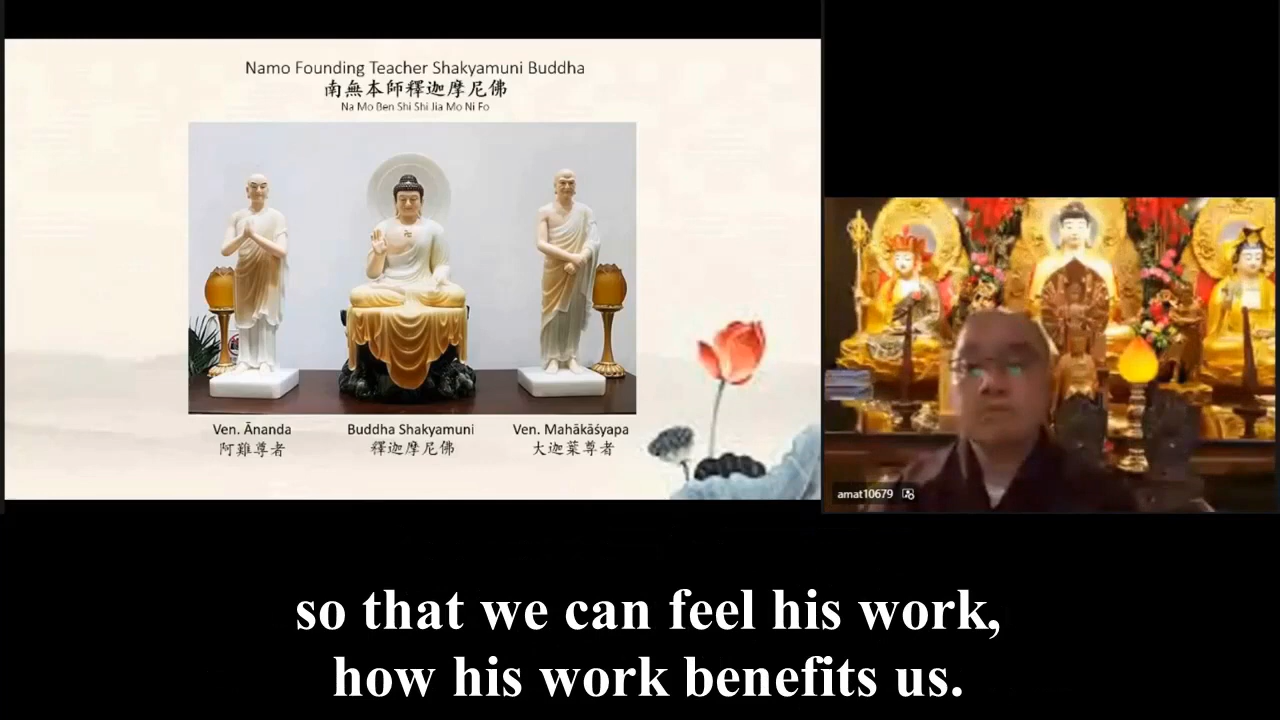 Namo Founding Teacher Shakyamuni Buddha
南無本師釋迦摩尼佛
Na Mo Ben Shi Shi Jia Mo Ni Fo
Ven. Ānanda
阿難尊者
Buddha Shakyamuni
釋迦摩尼佛
Ven. Mahākāśyapa
大迦葉尊者
amat10679
so that we can feel his work,
how his work benefits us.